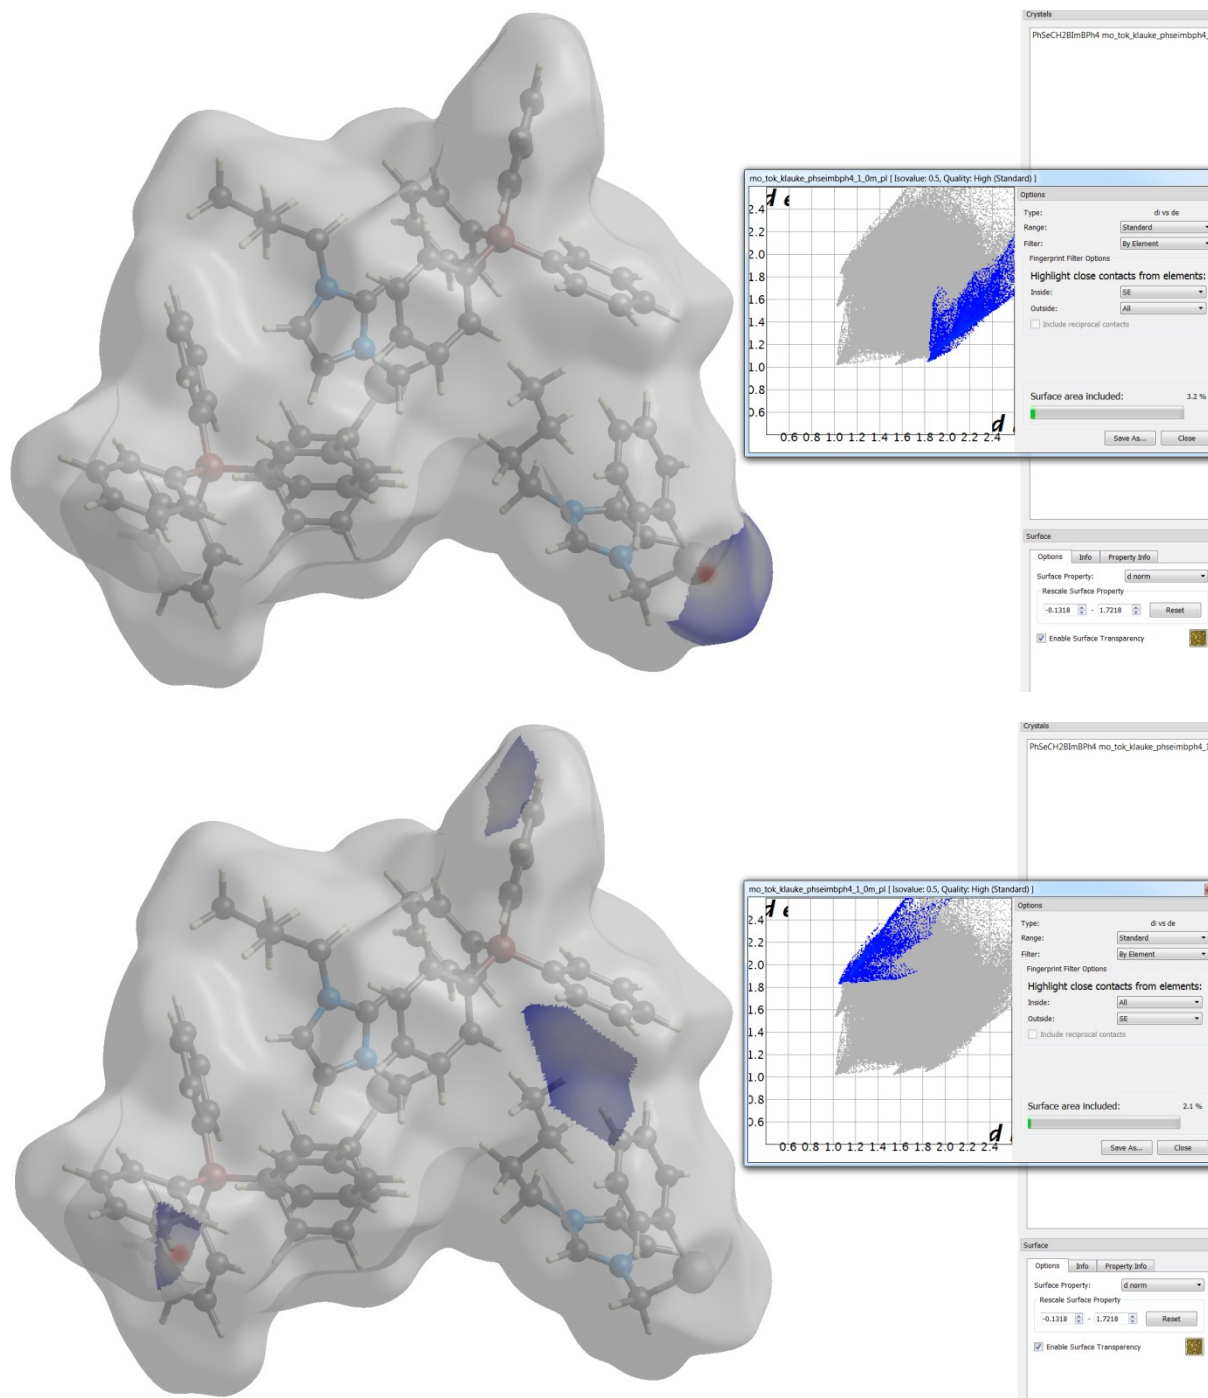 Crystals
PhSeCH2BImBPh4 mo_tok_klauke_phseimbph4_
mo_tok_klauke_phseimbph4_1_0m_pl [ Isovalue: 0.5, Quality: High (Standard) ]
d e
2.4
2.2
2.0
1.8
1.6
1.4
1.2
1.0
0.8
0.6
0.6 0.8 1.0 1.2 1.4 1.6 1.8 2.0 2.2 2.4
d i
Options
Type: di vs de
Range: Standard
Filter: By Element
Fingerprint Filter Options
Highlight close contacts from elements:
Inside: SE
Outside: All
Include reciprocal contacts
Surface area included: 3.2 %
Save As... Close
Surface
Options Info Property Info
Surface Property: d norm
Rescale Surface Property
-0.1318 - 1.7218 Reset
Enable Surface Transparency
Crystals
PhSeCH2BImBPh4 mo_tok_klauke_phseimbph4_1
mo_tok_klauke_phseimbph4_1_0m_pl [ Isovalue: 0.5, Quality: High (Standard) ]
d e
2.4
2.2
2.0
1.8
1.6
1.4
1.2
1.0
0.8
0.6
0.6 0.8 1.0 1.2 1.4 1.6 1.8 2.0 2.2 2.4
d i
Options
Type: di vs de
Range: Standard
Filter: By Element
Fingerprint Filter Options
Highlight close contacts from elements:
Inside: All
Outside: SE
Include reciprocal contacts
Surface area included: 2.1 %
Save As... Close
Surface
Options Info Property Info
Surface Property: d norm
Rescale Surface Property
-0.1318 - 1.7218 Reset
Enable Surface Transparency